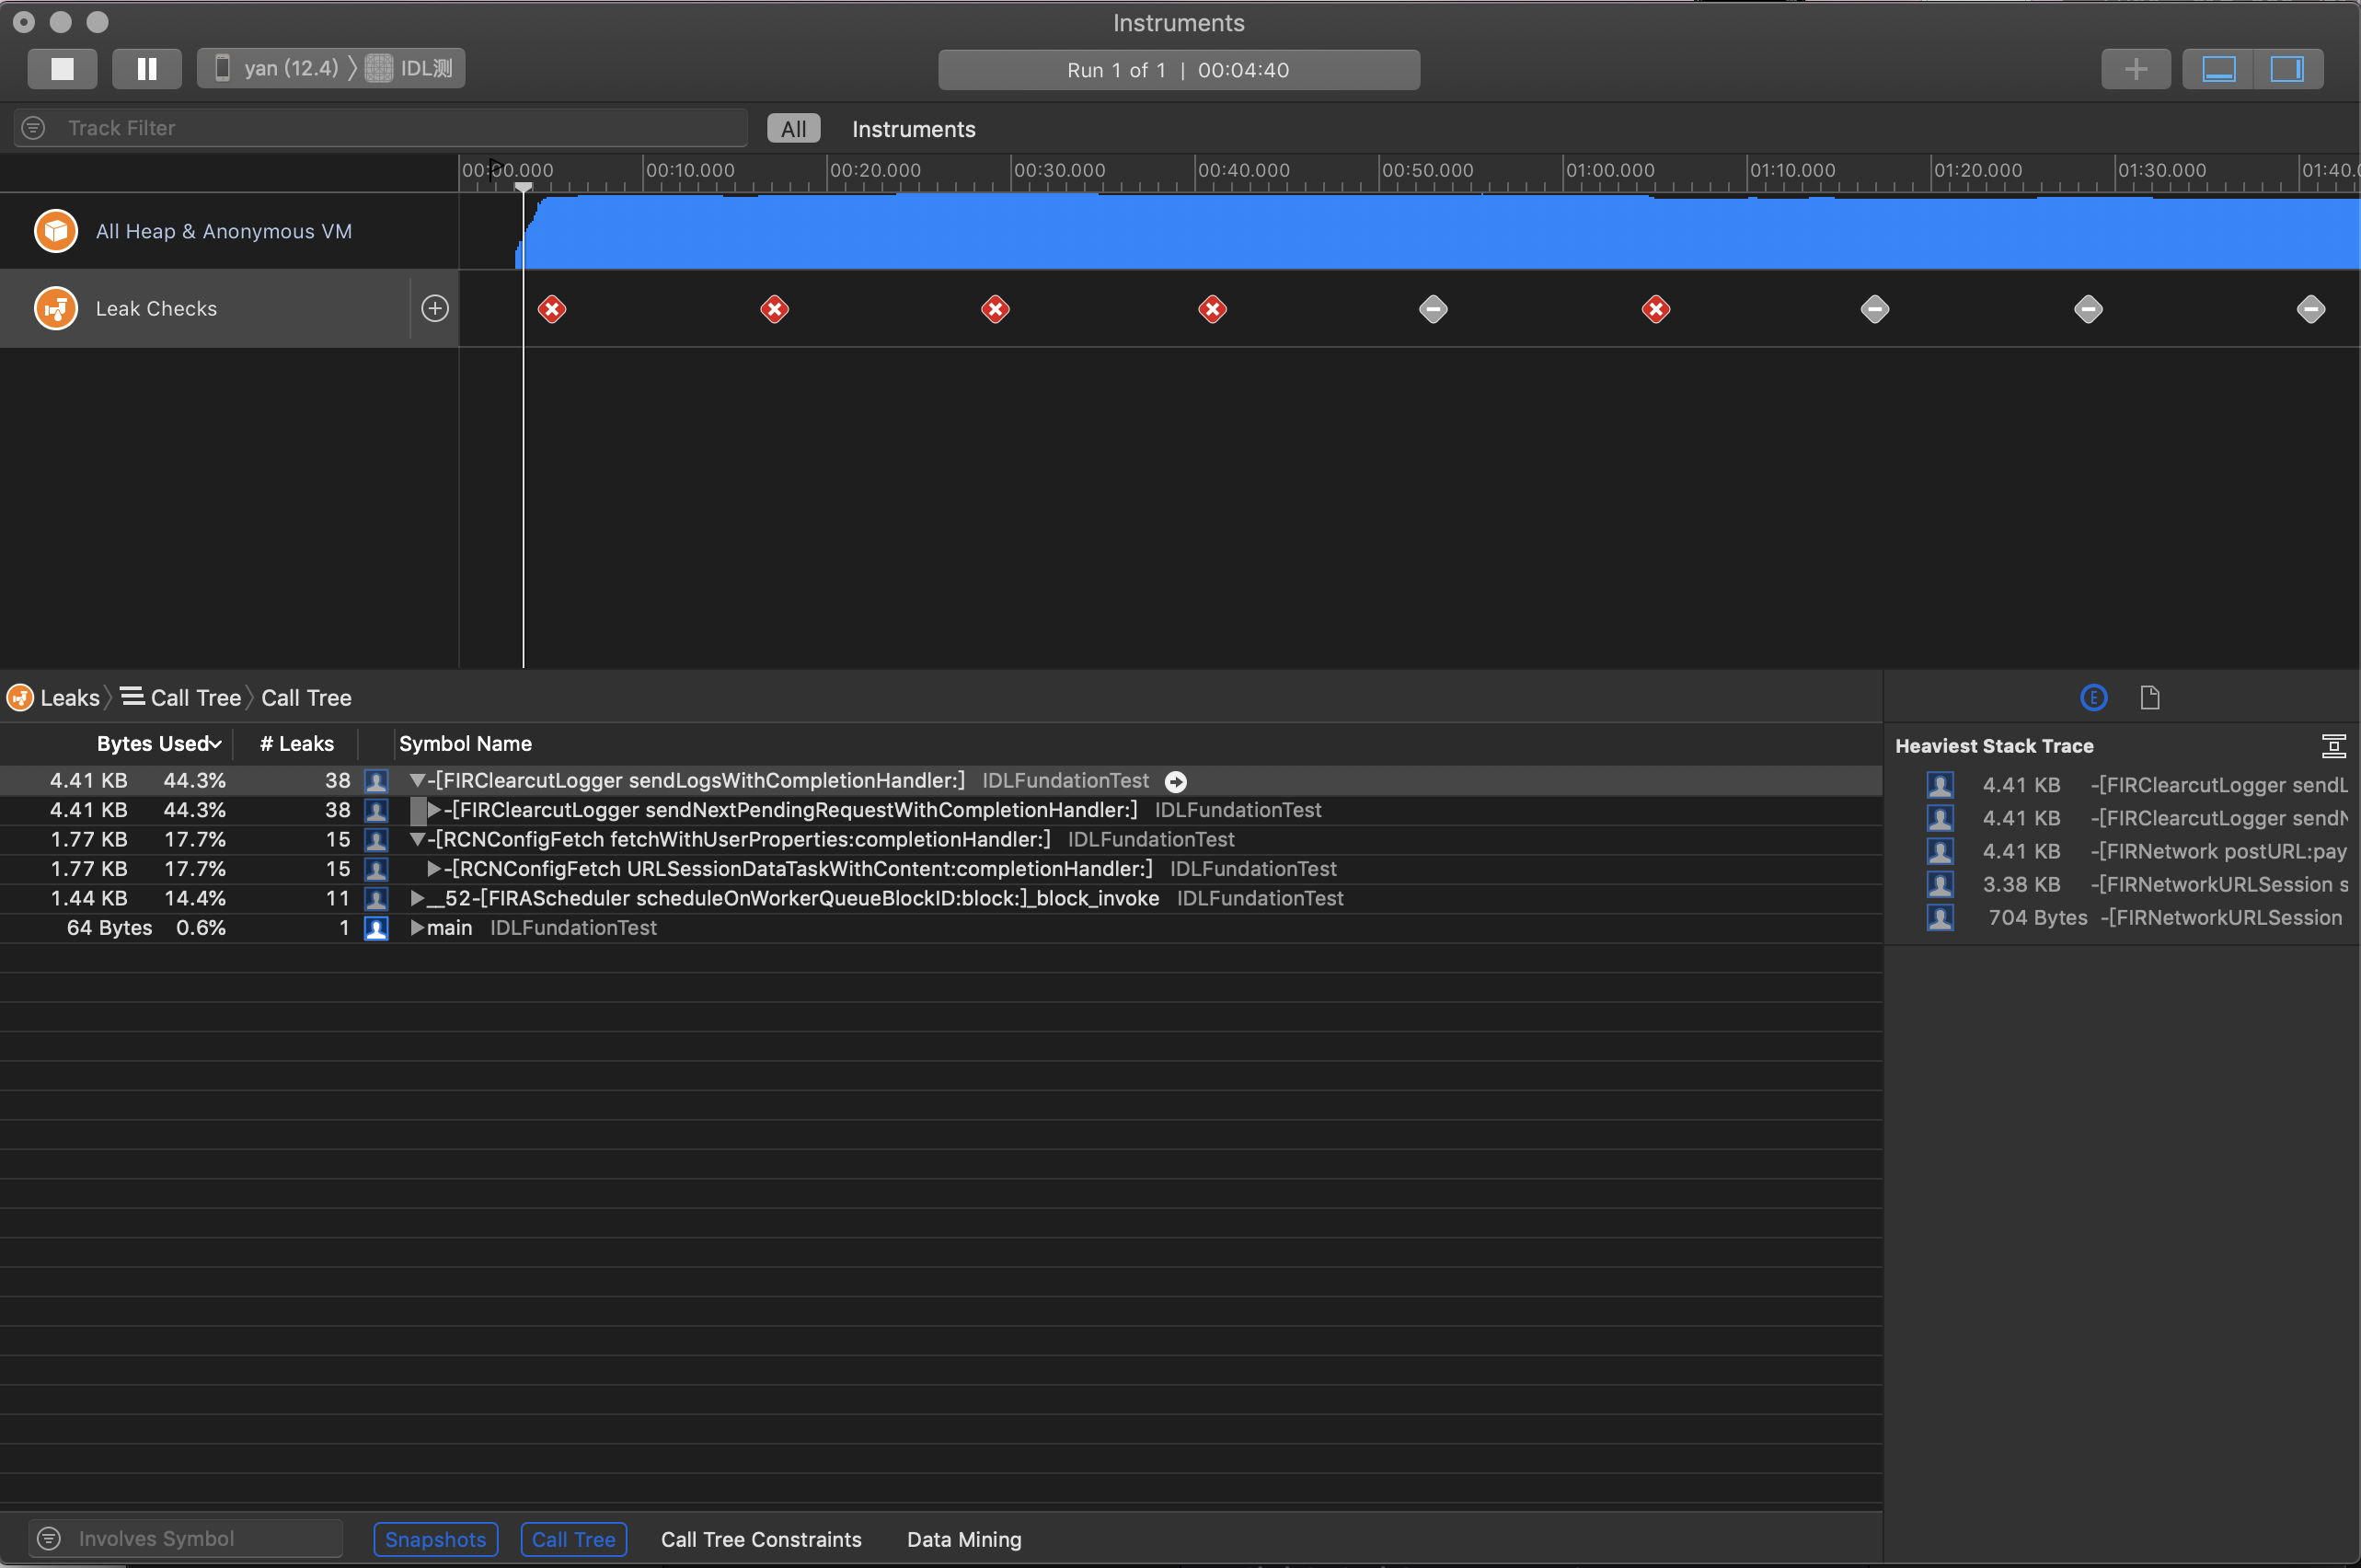 Instruments
yan (12.4) IDL测
Run 1 of 1 | 00:04:40
Track Filter All Instruments
00:00.000 00:10.000 00:20.000 00:30.000 00:40.000 00:50.000 01:00.000 01:10.000 01:20.000 01:30.000 01:40.
All Heap & Anonymous VM
Leak Checks
Leaks Call Tree Call Tree
Bytes Used # Leaks Symbol Name
4.41 KB 44.3% 38 -[FIRClearcutLogger sendLogsWithCompletionHandler:] IDLFundationTest
4.41 KB 44.3% 38 -[FIRClearcutLogger sendNextPendingRequestWithCompletionHandler:] IDLFundationTest
1.77 KB 17.7% 15 -[RCNConfigFetch fetchWithUserProperties:completionHandler:] IDLFundationTest
1.77 KB 17.7% 15 -[RCNConfigFetch URLSessionDataTaskWithContent:completionHandler:] IDLFundationTest
1.44 KB 14.4% 11 __52-[FIRAScheduler scheduleOnWorkerQueueBlockID:block:]_block_invoke IDLFundationTest
64 Bytes 0.6% 1 main IDLFundationTest
E
Heaviest Stack Trace
4.41 KB -[FIRClearcutLogger sendL
4.41 KB -[FIRClearcutLogger sendN
4.41 KB -[FIRNetwork postURL:pay
3.38 KB -[FIRNetworkURLSession s
704 Bytes -[FIRNetworkURLSession
Involves Symbol Snapshots Call Tree Call Tree Constraints Data Mining